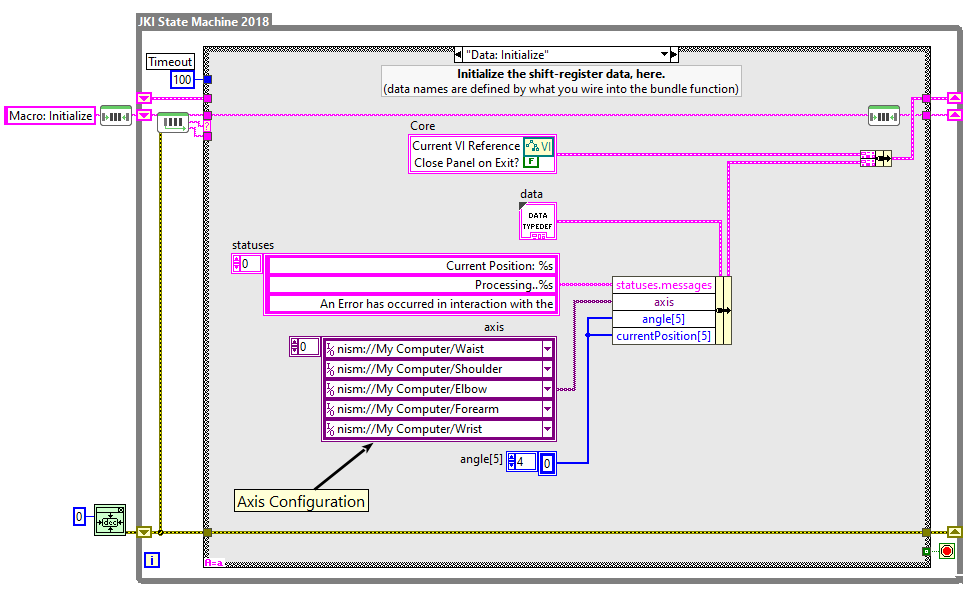 JKI State Machine 2018
"Data: Initialize"
Timeout
100
Initialize the shift-register data, here.
(data names are defined by what you wire into the bundle function)
Macro: Initialize
?
Core
Current VI Reference
VI
Close Panel on Exit?
F
data
DATA
TYPEDEF
statuses
0
Current Position: %s
Processing..%s
An Error has occurred in interaction with the
statuses.messages
axis
angle[5]
currentPosition[5]
axis
0
nism://My Computer/Waist
nism://My Computer/Shoulder
nism://My Computer/Elbow
nism://My Computer/Forearm
nism://My Computer/Wrist
angle[5]
4
0
Axis Configuration
0
dcc
i
A=a